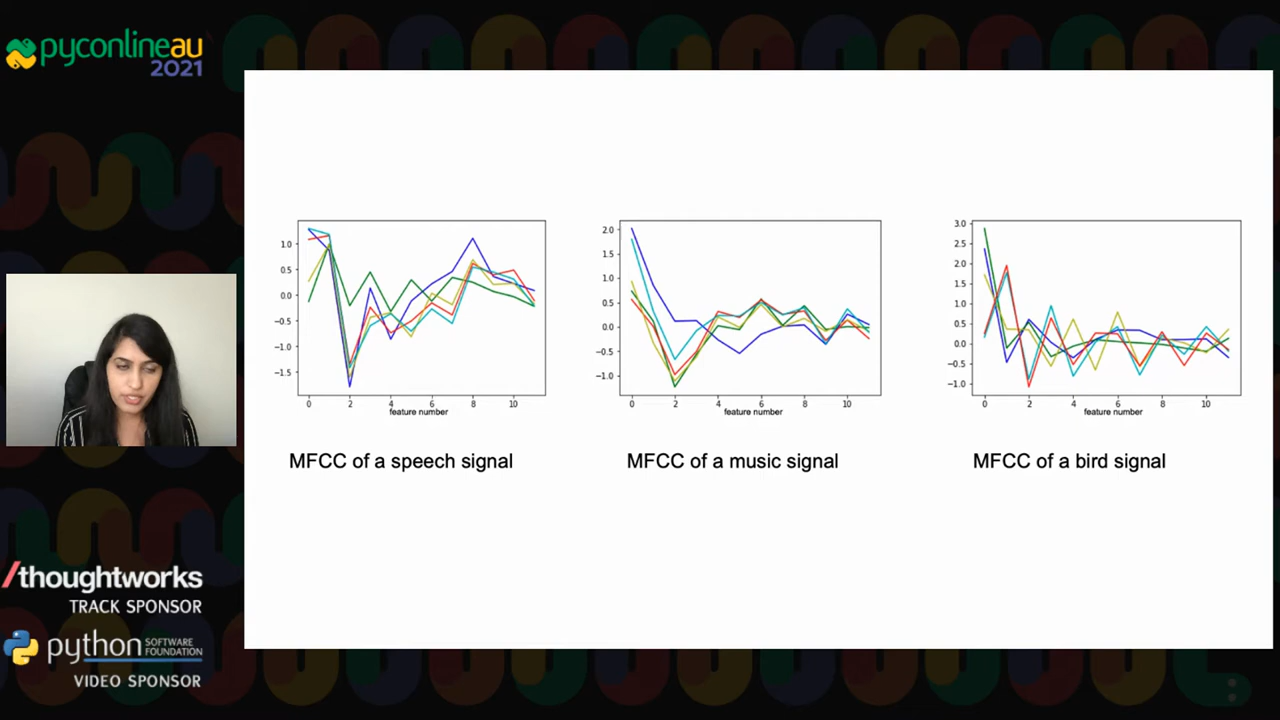 pyconlineau
2021
1.0
0.5
0.0
−0.5
−1.0
−1.5
0 2 4 6 8 10
feature number
MFCC of a speech signal
2.0
1.5
1.0
0.5
0.0
−0.5
−1.0
0 2 4 6 8 10
feature number
MFCC of a music signal
3.0
2.5
2.0
1.5
1.0
0.5
0.0
−0.5
−1.0
0 2 4 6 8 10
feature number
MFCC of a bird signal
/thoughtworks
TRACK SPONSOR
python SOFTWARE
FOUNDATION
VIDEO SPONSOR